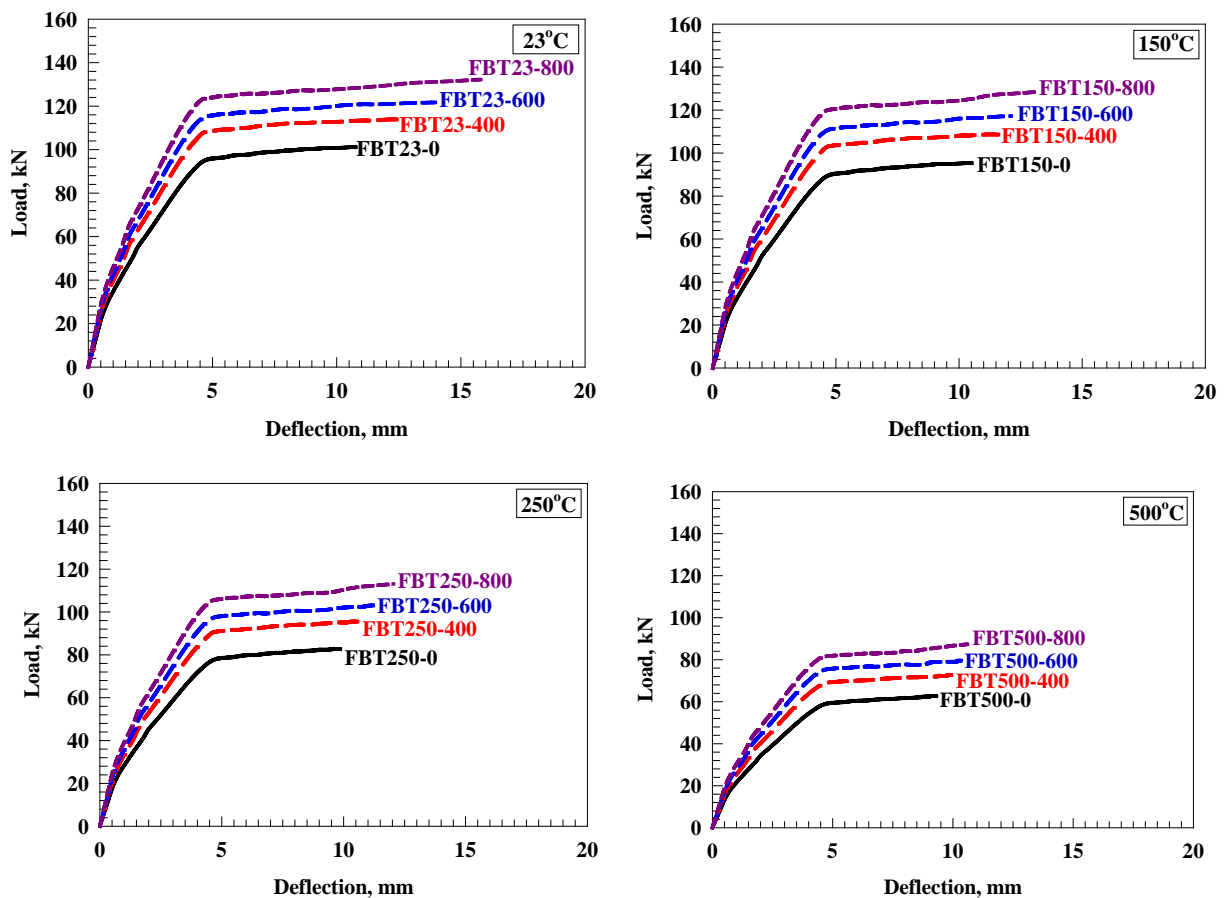 160
140
120
100
80
60
40
20
0
Load, kN
23°C
FBT23-800
FBT23-600
FBT23-400
FBT23-0
0 5 10 15 20
Deflection, mm
160
140
120
100
80
60
40
20
0
Load, kN
150°C
FBT150-800
FBT150-600
FBT150-400
FBT150-0
0 5 10 15 20
Deflection, mm
160
140
120
100
80
60
40
20
0
Load, kN
250°C
FBT250-800
FBT250-600
FBT250-400
FBT250-0
0 5 10 15 20
Deflection, mm
160
140
120
100
80
60
40
20
0
Load, kN
500°C
FBT500-800
FBT500-600
FBT500-400
FBT500-0
0 5 10 15 20
Deflection, mm